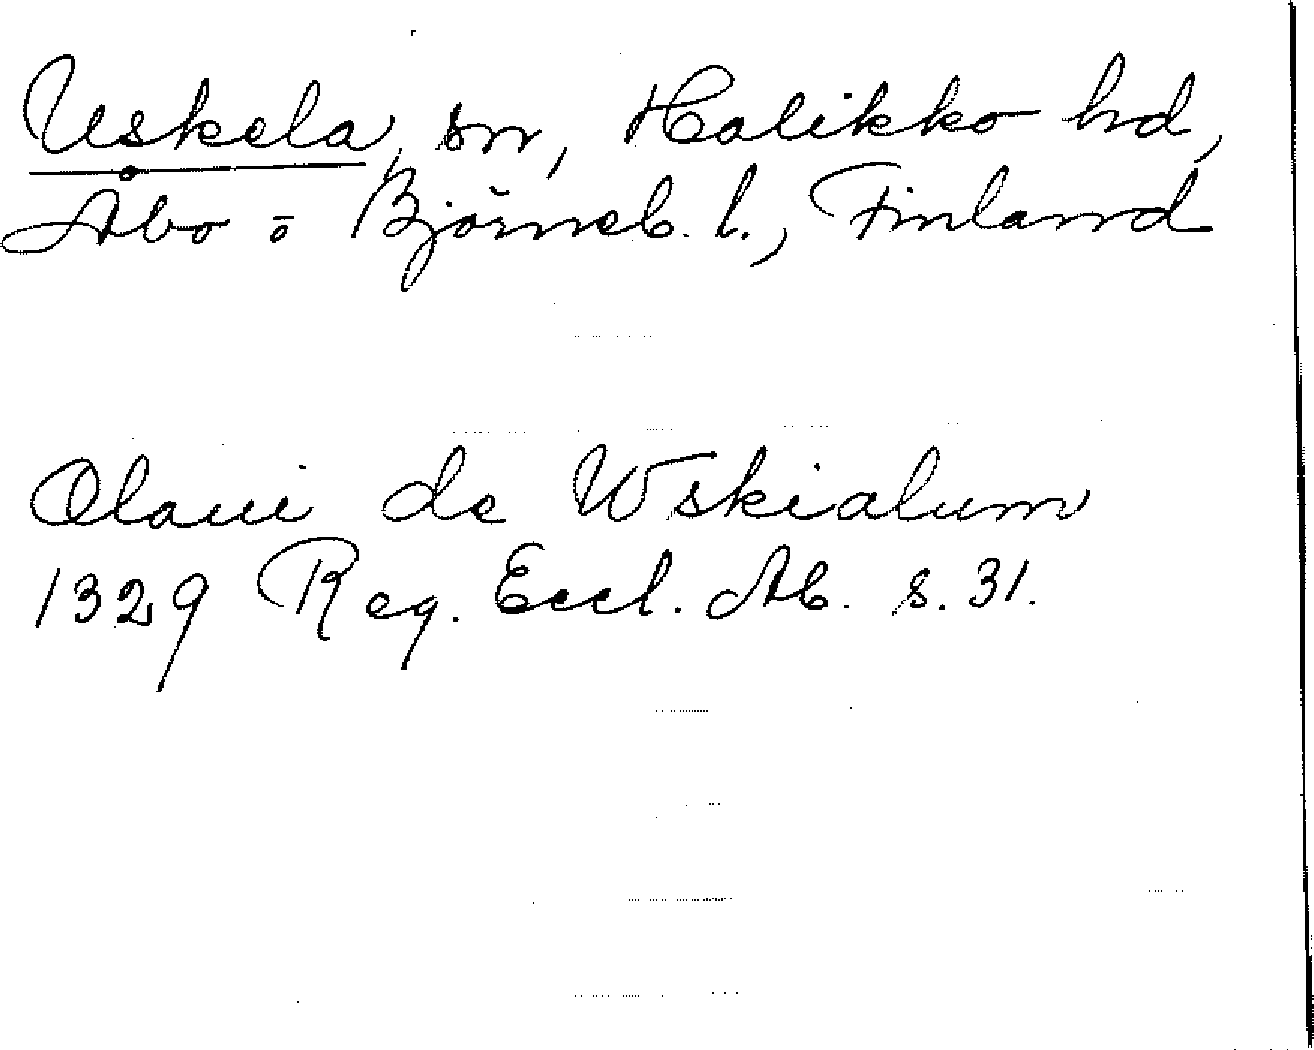 Uskela, sn, Halikko hd,
Åbo o Björneb. l., Finland
Olaui de Wskialum
1329 Reg. Eccl. Ab. s. 31.